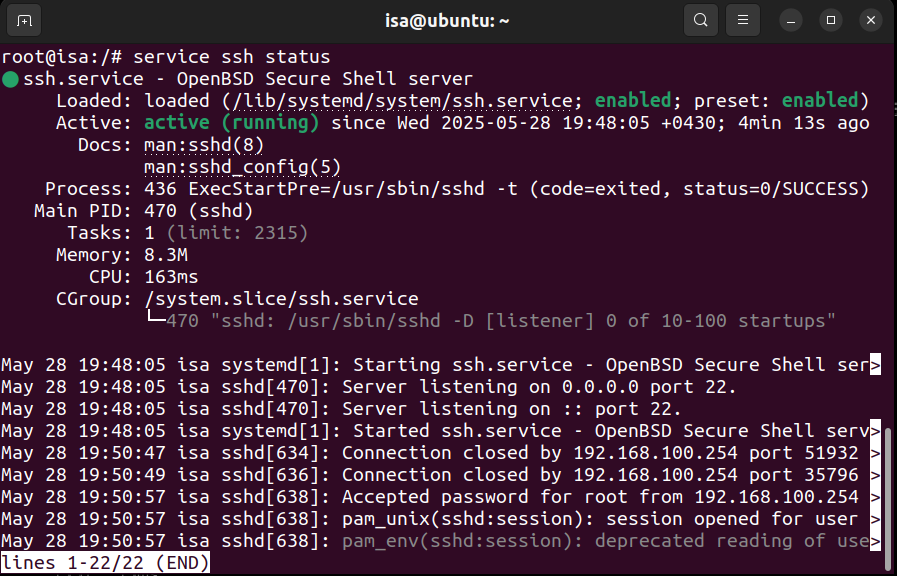 isa@ubuntu: ~
root@isa:/# service ssh status
● ssh.service - OpenBSD Secure Shell server
     Loaded: loaded (/lib/systemd/system/ssh.service; enabled; preset: enabled)
     Active: active (running) since Wed 2025-05-28 19:48:05 +0430; 4min 13s ago
       Docs: man:sshd(8)
             man:sshd_config(5)
    Process: 436 ExecStartPre=/usr/sbin/sshd -t (code=exited, status=0/SUCCESS)
   Main PID: 470 (sshd)
      Tasks: 1 (limit: 2315)
     Memory: 8.3M
        CPU: 163ms
     CGroup: /system.slice/ssh.service
             └─470 "sshd: /usr/sbin/sshd -D [listener] 0 of 10-100 startups"
May 28 19:48:05 isa systemd[1]: Starting ssh.service - OpenBSD Secure Shell ser>
May 28 19:48:05 isa sshd[470]: Server listening on 0.0.0.0 port 22.
May 28 19:48:05 isa sshd[470]: Server listening on :: port 22.
May 28 19:48:05 isa systemd[1]: Started ssh.service - OpenBSD Secure Shell serv>
May 28 19:50:47 isa sshd[634]: Connection closed by 192.168.100.254 port 51932 >
May 28 19:50:49 isa sshd[636]: Connection closed by 192.168.100.254 port 35796 >
May 28 19:50:57 isa sshd[638]: Accepted password for root from 192.168.100.254 >
May 28 19:50:57 isa sshd[638]: pam_unix(sshd:session): session opened for user >
May 28 19:50:57 isa sshd[638]: pam_env(sshd:session): deprecated reading of use>
lines 1-22/22 (END)